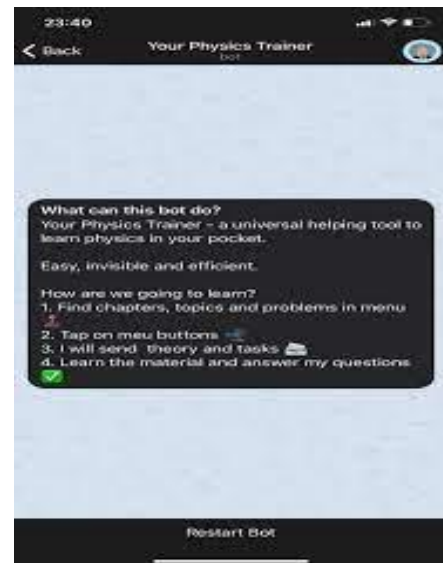 23:40
Back
Your Physics Trainer
bot
What can this bot do?
Your Physics Trainer – a universal helping tool to
learn physics in your pocket.
Easy, invisible and efficient.
How are we going to learn?
1. Find chapters, topics and problems in menu
2. Tap on meu buttons
3. I will send theory and tasks
4. Learn the material and answer my questions
Restart Bot